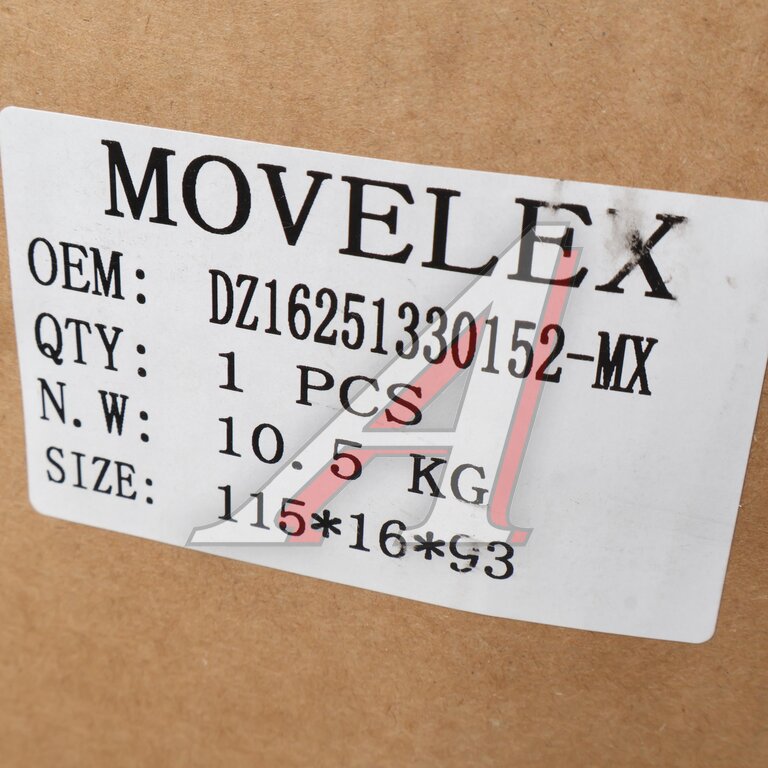 MOVELEX
OEM: DZ16251330152-MX
QTY: 1 PCS
N.W: 10.5 KG
SIZE: 115*16*93